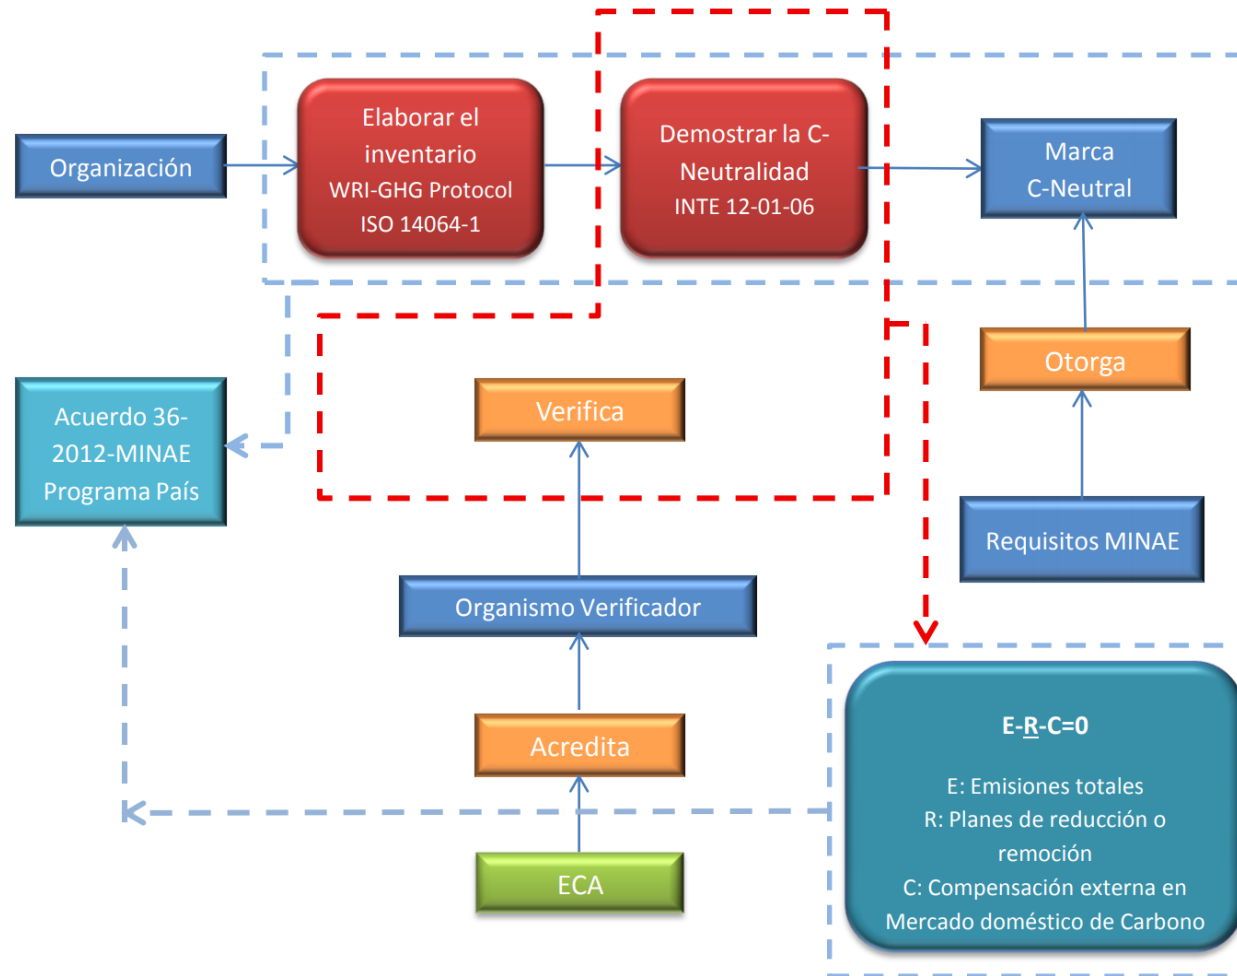 Organización
Elaborar el
inventario
WRI-GHG Protocol
ISO 14064-1
Demostrar la C-
Neutralidad
INTE 12-01-06
Marca
C-Neutral
Otorga
Requisitos MINAE
Acuerdo 36-
2012-MINAE
Programa País
Verifica
Organismo Verificador
Acredita
ECA
E-R-C=0
E: Emisiones totales
R: Planes de reducción o
remoción
C: Compensación externa en
Mercado doméstico de Carbono